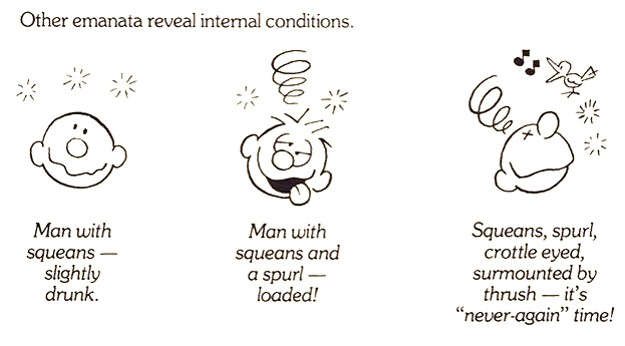 Other emanata reveal internal conditions.
Man with
squeans —
slightly
drunk.
Man with
squeans and
a spurl —
loaded!
Squeans, spurl,
crottle eyed,
surmounted by
thrush — it's
"never-again" time!